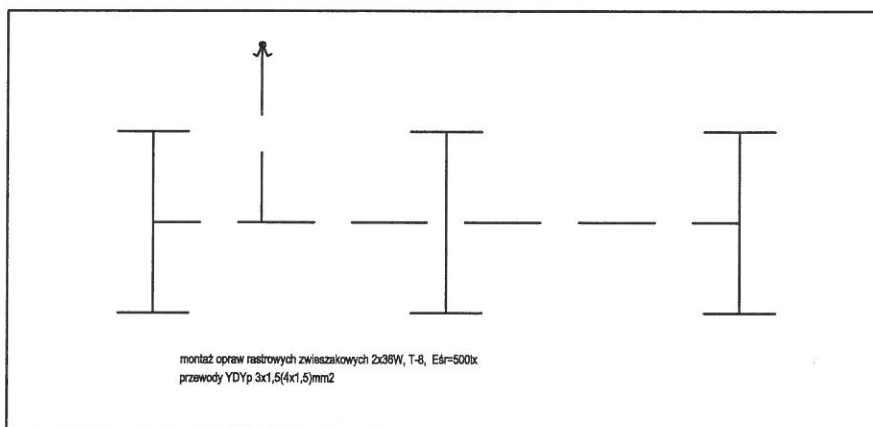 montaż opraw rastrowych zwieszakowych 2x36W, T-8, Eśr=500lx
przewody YDYp 3x1,5(4x1,5)mm2